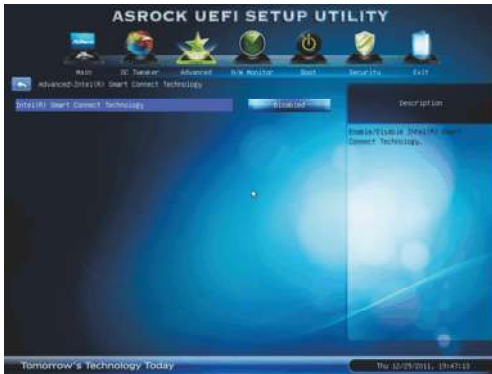 ASROCK UEFI SETUP UTILITY
Main OC Tweaker Advanced H/W Monitor Boot Security Exit
Advanced\Intel(R) Smart Connect Technology
Intel(R) Smart Connect Technology Disabled
Description
Enable/Disable Intel(R) Smart
Connect Technology.
Tomorrow's Technology Today
Thu 12/29/2011, 19:47:13